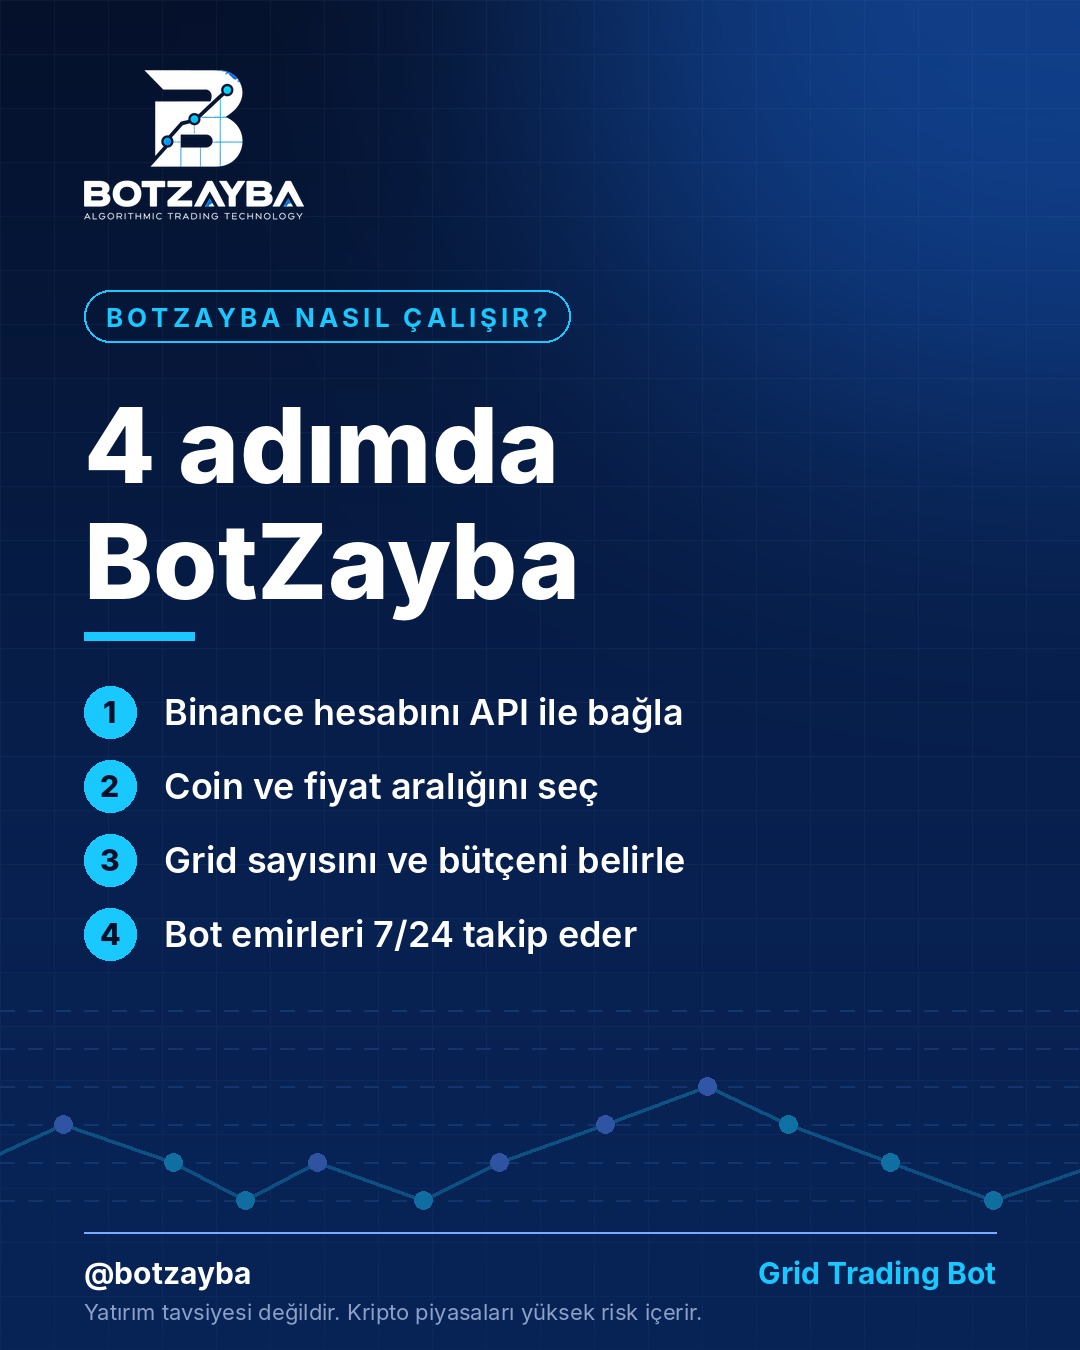 BOTZAYBA
ALGORITHMIC TRADING TECHNOLOGY
BOTZAYBA NASIL ÇALIŞIR?
4 adımda
BotZayba
1 Binance hesabını API ile bağla
2 Coin ve fiyat aralığını seç
3 Grid sayısını ve bütçeni belirle
4 Bot emirleri 7/24 takip eder
@botzayba
Grid Trading Bot
Yatırım tavsiyesi değildir. Kripto piyasaları yüksek risk içerir.